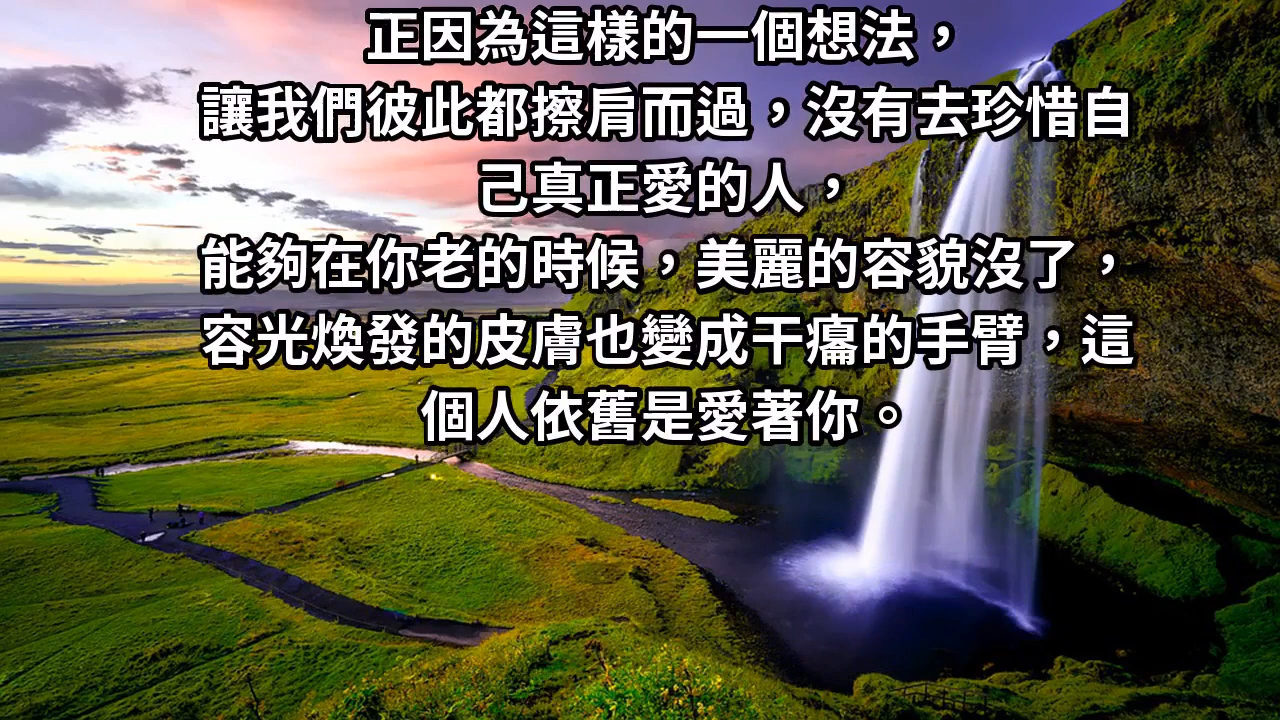 正因為這樣的一個想法，
讓我們彼此都擦肩而過，沒有去珍惜自
己真正愛的人，
能夠在你老的時候，美麗的容貌沒了，
容光煥發的皮膚也變成干癟的手臂，這
個人依舊是愛著你。